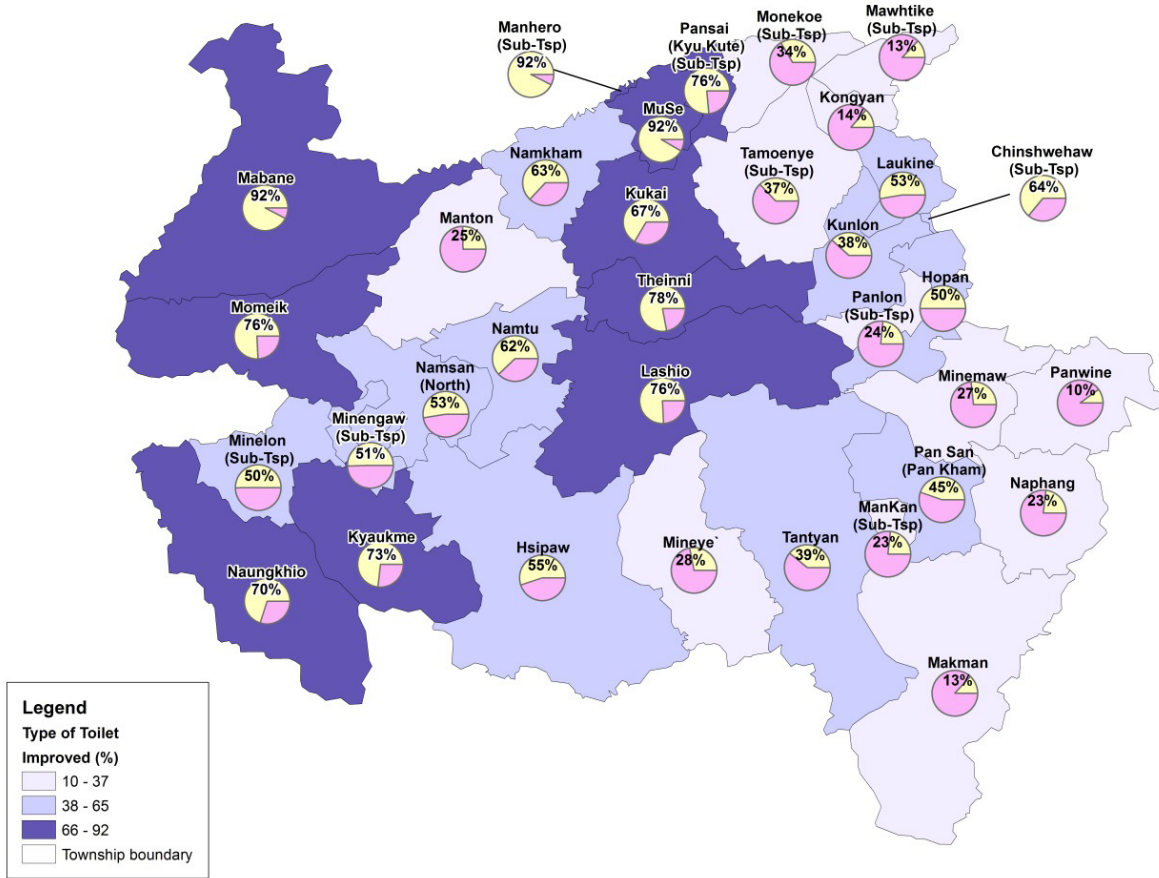 Manhero
(Sub-Tsp)
92%
Pansai
(Kyu Kute)
(Sub-Tsp)
76%
Monekoe
(Sub-Tsp)
34%
Mawhtike
(Sub-Tsp)
13%
Kongyan
14%
MuSe
92%
Namkham
63%
Tamoenye
(Sub-Tsp)
37%
Laukine
53%
Chinshwehaw
(Sub-Tsp)
64%
Mabane
92%
Kukai
67%
Manton
25%
Kunlon
38%
Theinni
78%
Hopan
50%
Momeik
76%
Panlon
(Sub-Tsp)
24%
Namtu
62%
Namsan
(North)
53%
Lashio
76%
Minemaw
27%
Panwine
10%
Minengaw
(Sub-Tsp)
51%
Minelon
(Sub-Tsp)
50%
Pan San
(Pan Kham)
45%
Naphang
23%
ManKan
(Sub-Tsp)
23%
Kyaukme
73%
Hsipaw
55%
Mineye`
28%
Tantyan
39%
Naungkhio
70%
Makman
13%
Legend
Type of Toilet
Improved (%)
10 - 37
38 - 65
66 - 92
Township boundary